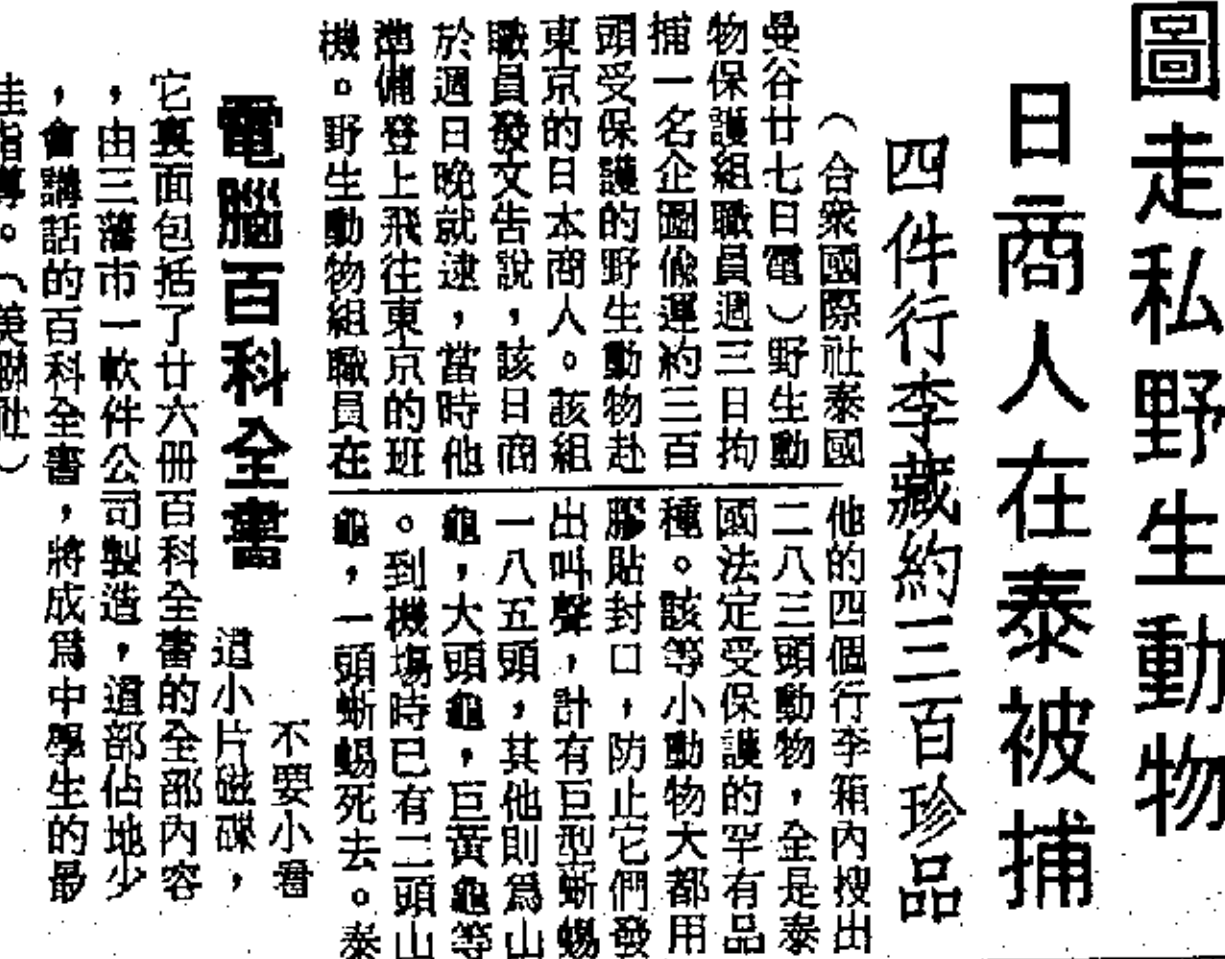 圖走私野生動物
日商人在泰被捕
四件行李藏約三百珍品
（合衆國際社泰國
曼谷廿七日電）野生動
物保護組職員週三日拘
捕一名企圖偷運約三百
頭受保護的野生動物赴
東京的日本商人。該組
職員發文告說，該日商
於週日晚就逮，當時他
準備登上飛往東京的班
機。野生動物組職員在
他的四個行李箱內搜出
二八三頭動物，全是泰
國法定受保護的罕有品
種。該等小動物大都用
膠貼封口，防止它們發
出叫聲，計有巨型蜥蜴
一八五頭，其他則爲山
龜，大頭龜，巨黃龜等
。到機場時已有二頭山
龜，一頭蜥蜴死去。泰
電腦百科全書
不要小看
這小片磁碟，
它裏面包括了廿六冊百科全書的全部內容
，由三藩市一軟件公司製造，這部佔地少
，會講話的百科全書，將成爲中學生的最
佳指導。（美聯社）